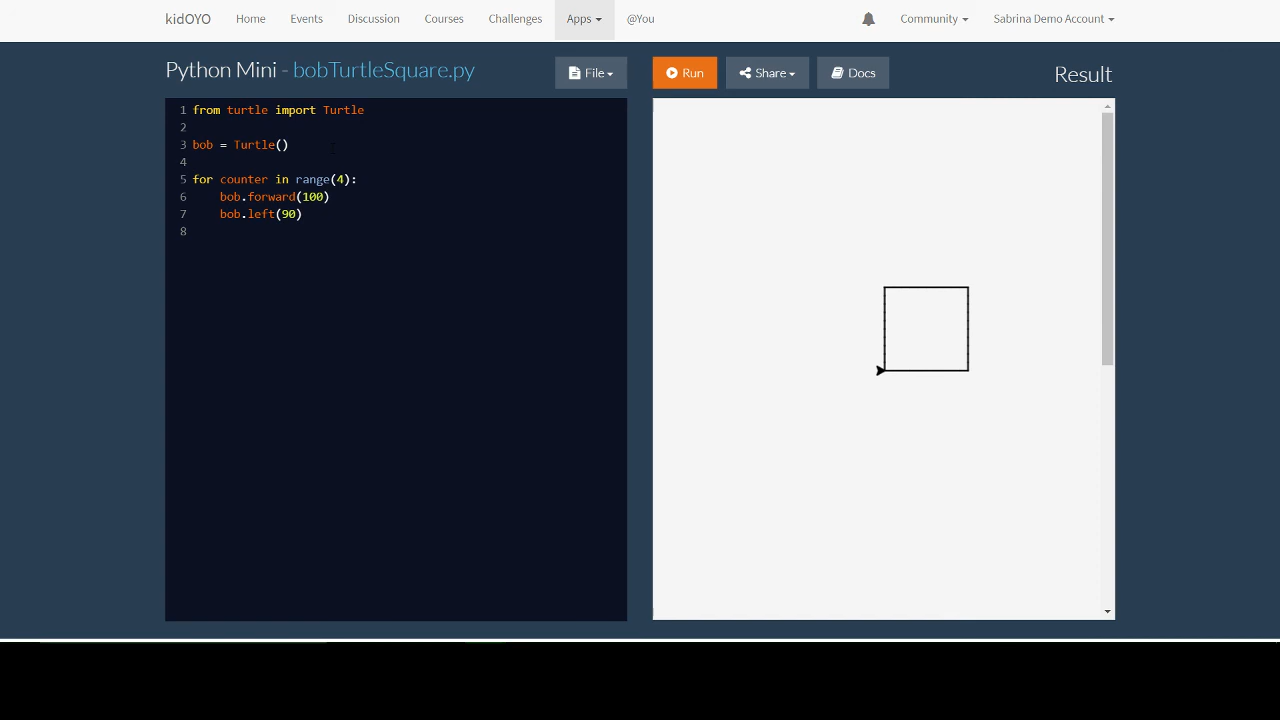 kidOYO Home Events Discussion Courses Challenges Apps @You Community Sabrina Demo Account
Python Mini - bobTurtleSquare.py File Run Share Docs Result
1 from turtle import Turtle
2
3 bob = Turtle()
4
5 for counter in range(4):
6     bob.forward(100)
7     bob.left(90)
8